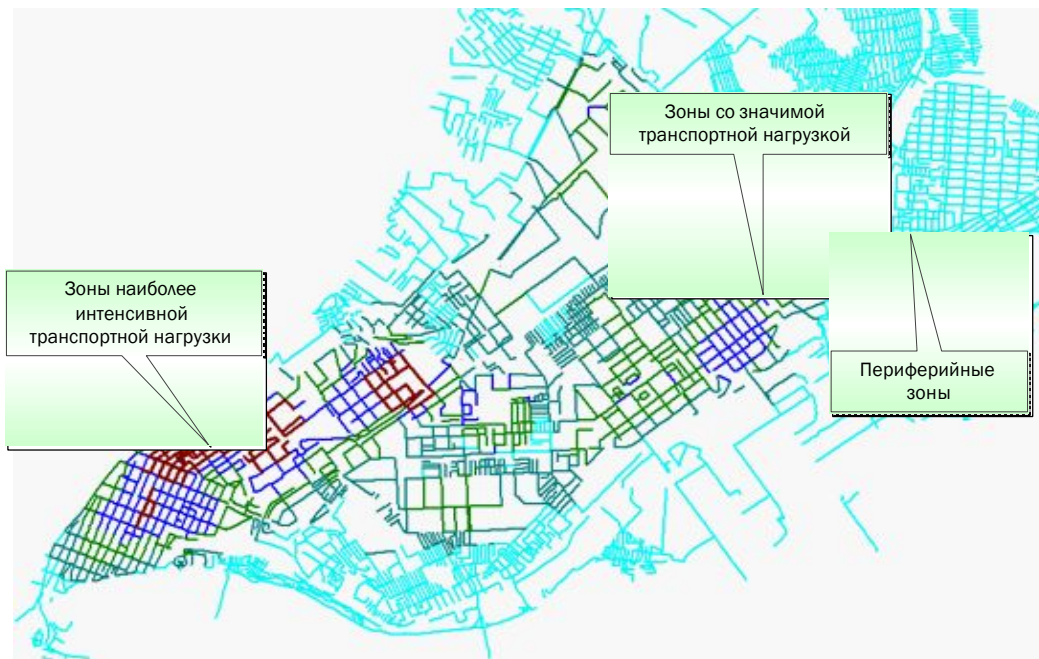 Зоны со значимой
транспортной нагрузкой
Зоны наиболее
интенсивной
транспортной нагрузки
Периферийные
зоны